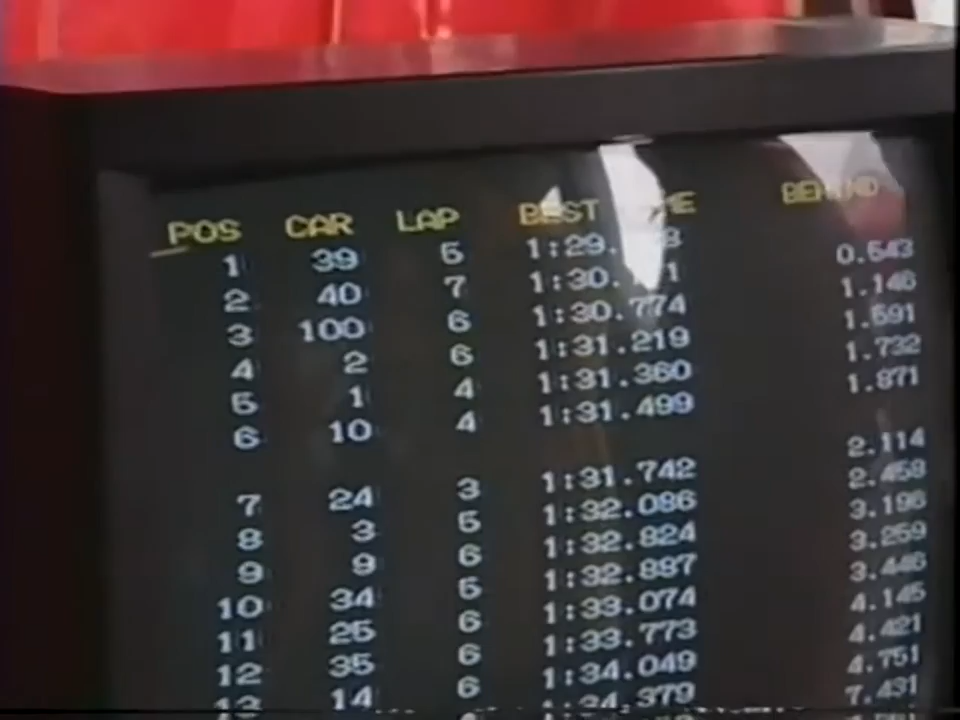 POS CAR LAP BEST BEHIND
1 39 5
2 40 7 0.543
3 100 6 1:30.774 1.146
4 2 6 1:31.219 1.591
5 1 4 1:31.360 1.732
6 10 4 1:31.499 1.871
7 24 3 1:31.742 2.114
8 3 5 1:32.086 2.458
9 9 6 1:32.824 3.196
10 34 5 1:32.887 3.259
11 25 6 1:33.074 3.446
12 35 6 1:33.773 4.145
13 14 6 1:34.049 4.421
1:34.379 4.751
7.431